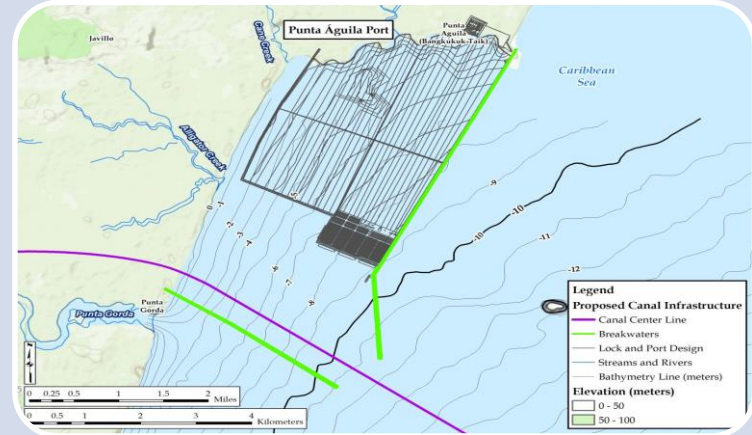 Javillo
Punta Águila Port
Cane Creek
Punta
Aguila
(Bangkukuk-Taik)
Caribbean
Sea
Alligator Creek
-9
-10
-10
-11
-12
0
-1
-2
-3
-4
-5
-6
-7
-8
Punta
Gorda
Punta Gorda
0 0.25 0.5 1 1.5 2
Miles
0 0.5 1 2 3 4
Kilometers
Legend
Proposed Canal Infrastructure
Canal Center Line
Breakwaters
Lock and Port Design
Streams and Rivers
Bathymetry Line (meters)
Elevation (meters)
0 - 50
50 - 100